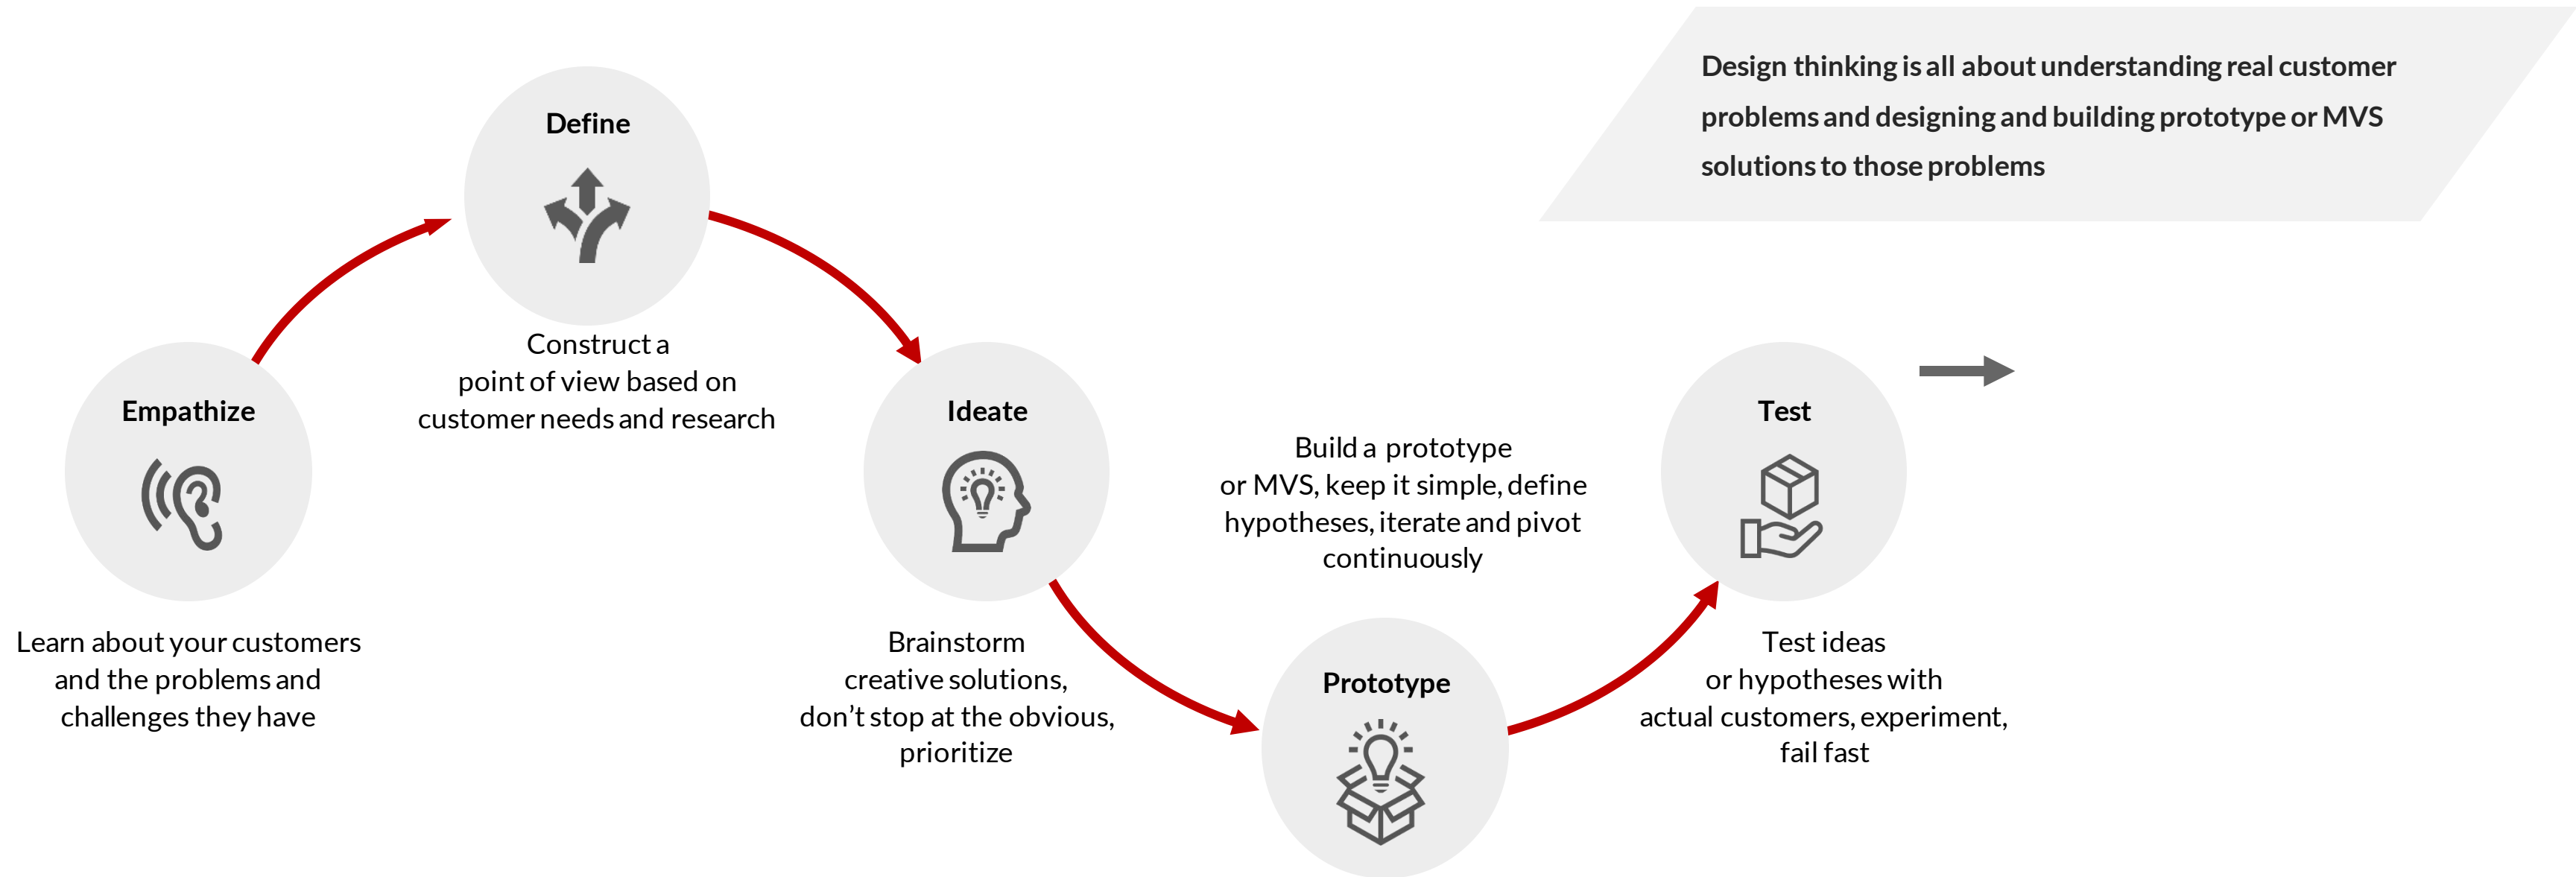 Design thinking is all about understanding real customer
problems and designing and building prototype or MVS
solutions to those problems
Empathize
Learn about your customers
and the problems and
challenges they have
Define
Construct a
point of view based on
customer needs and research
Ideate
Brainstorm
creative solutions,
don’t stop at the obvious,
prioritize
Build a prototype
or MVS, keep it simple, define
hypotheses, iterate and pivot
continuously
Prototype
Test
Test ideas
or hypotheses with
actual customers, experiment,
fail fast